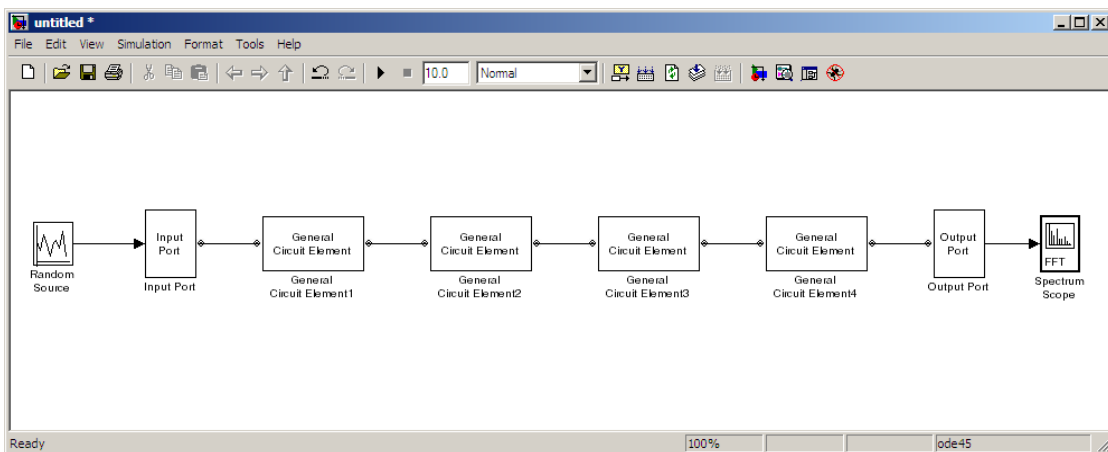 untitled *
File Edit View Simulation Format Tools Help
10.0 Normal
Random
Source
Input
Port
Input Port
General
Circuit Element
General
Circuit Element1
General
Circuit Element
General
Circuit Element2
General
Circuit Element
General
Circuit Element3
General
Circuit Element
General
Circuit Element4
Output
Port
Output Port
FFT
Spectrum
Scope
Ready 100% ode45